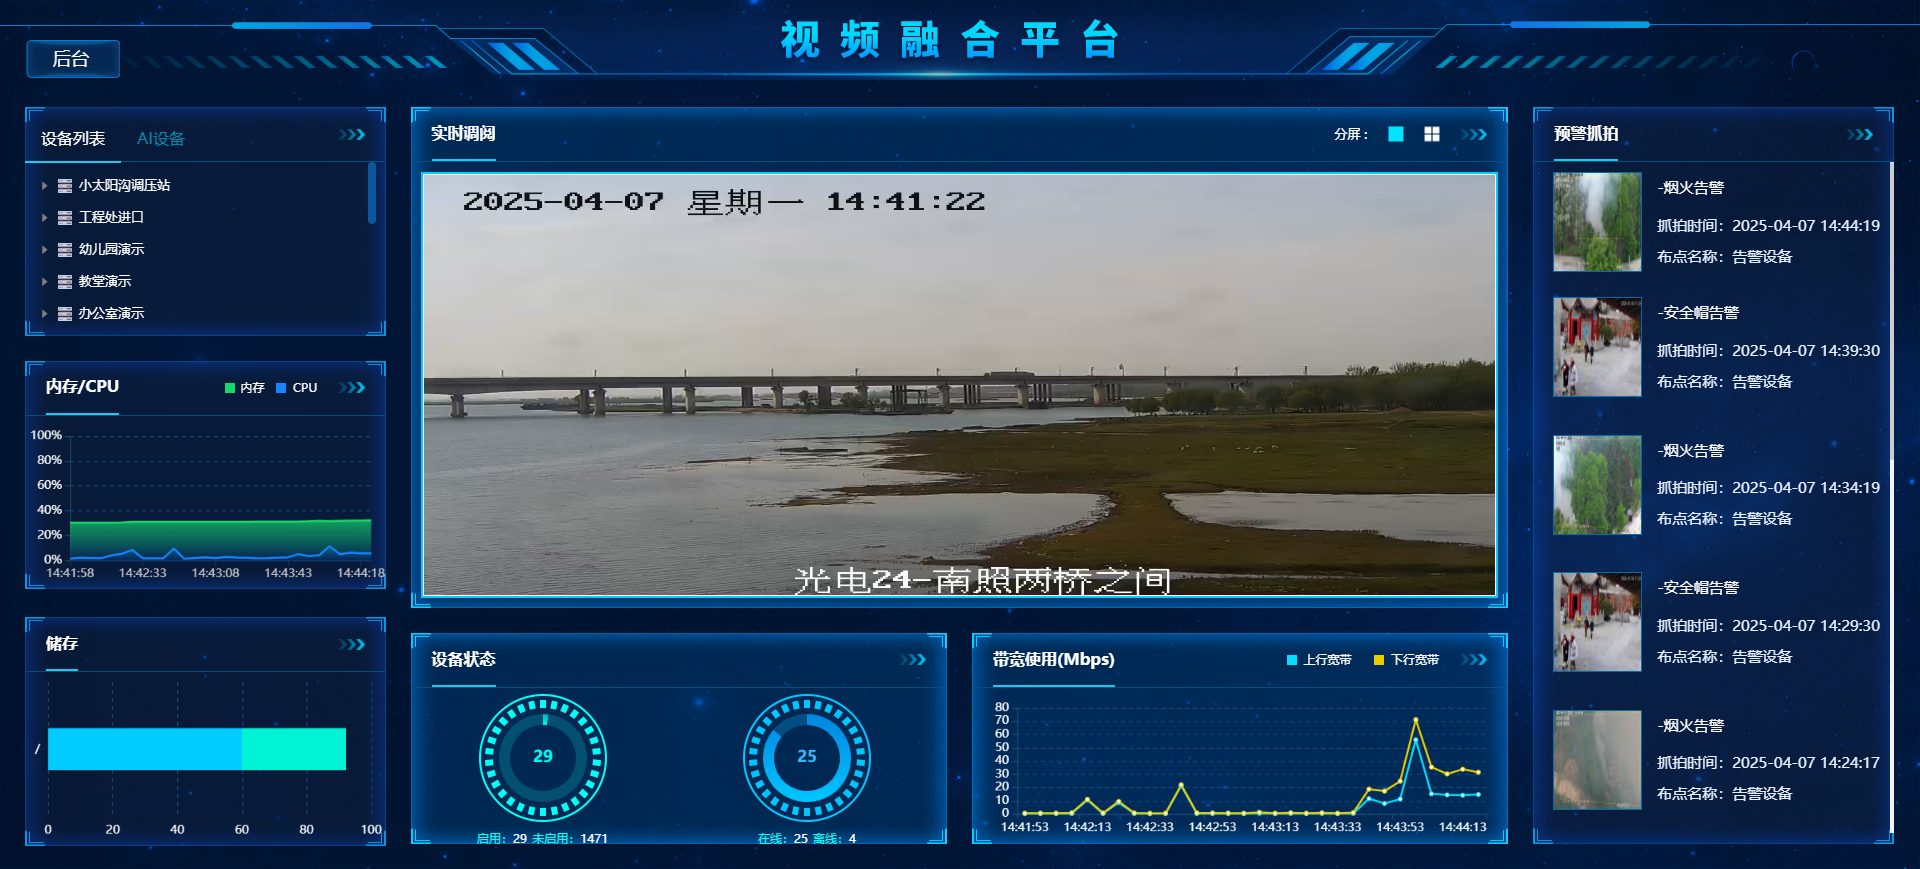 视频融合平台
后台
设备列表 AI设备
小太阳沟调压站
工程处进口
幼儿园演示
教堂演示
办公室演示
内存/CPU 内存 CPU
100%
80%
60%
40%
20%
0%
14:41:58 14:42:33 14:43:08 14:43:43 14:44:18
储存
/
0 20 40 60 80 100
实时调阅 分屏：
2025-04-07 星期一 14:41:22
光电24-南照两桥之间
设备状态
29
启用：29 未启用：1471
25
在线：25 离线：4
带宽使用(Mbps) 上行宽带 下行宽带
80
70
60
50
40
30
20
10
0
14:41:53 14:42:13 14:42:33 14:42:53 14:43:13 14:43:33 14:43:53 14:44:13
预警抓拍
-烟火告警
抓拍时间：2025-04-07 14:44:19
布点名称：告警设备
-安全帽告警
抓拍时间：2025-04-07 14:39:30
布点名称：告警设备
-烟火告警
抓拍时间：2025-04-07 14:34:19
布点名称：告警设备
-安全帽告警
抓拍时间：2025-04-07 14:29:30
布点名称：告警设备
-烟火告警
抓拍时间：2025-04-07 14:24:17
布点名称：告警设备